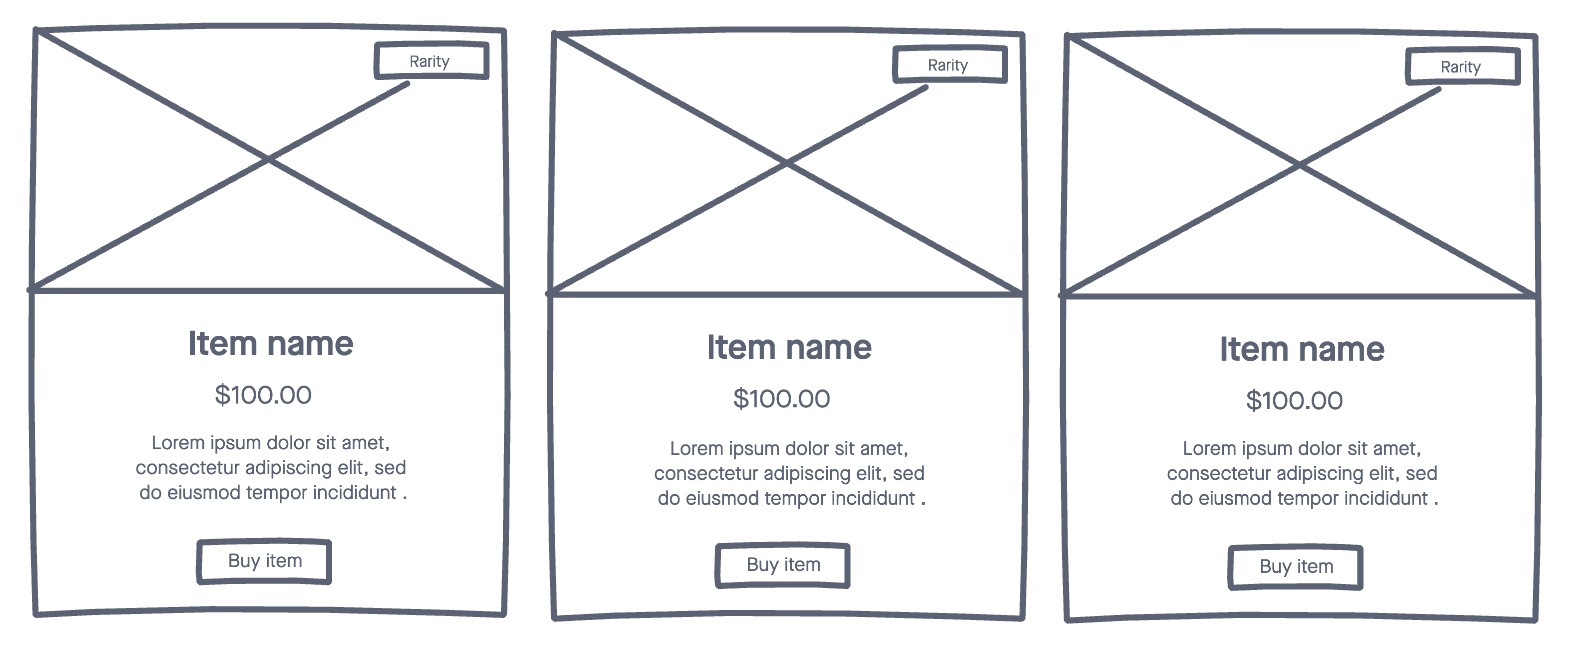 Rarity
Item name
$100.00
Lorem ipsum dolor sit amet,
consectetur adipiscing elit, sed
do eiusmod tempor incididunt .
Buy item
Rarity
Item name
$100.00
Lorem ipsum dolor sit amet,
consectetur adipiscing elit, sed
do eiusmod tempor incididunt .
Buy item
Rarity
Item name
$100.00
Lorem ipsum dolor sit amet,
consectetur adipiscing elit, sed
do eiusmod tempor incididunt .
Buy item